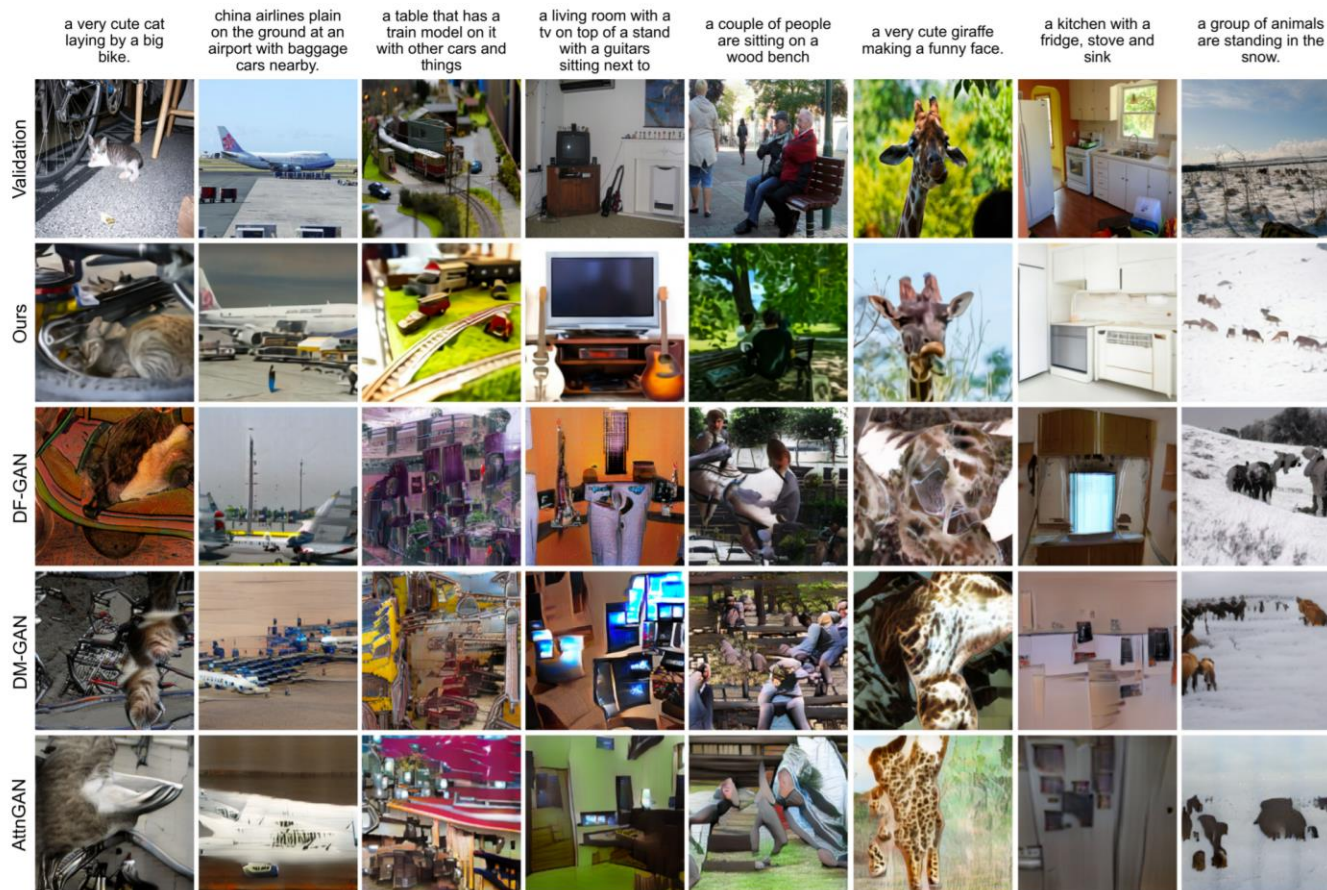 a very cute cat
laying by a big
bike.
china airlines plain
on the ground at an
airport with baggage
cars nearby.
a table that has a
train model on it
with other cars and
things
a living room with a
tv on top of a stand
with a guitars
sitting next to
a couple of people
are sitting on a
wood bench
a very cute giraffe
making a funny face.
a kitchen with a
fridge, stove and
sink
a group of animals
are standing in the
snow.
Validation
Ours
DF-GAN
DM-GAN
AttnGAN